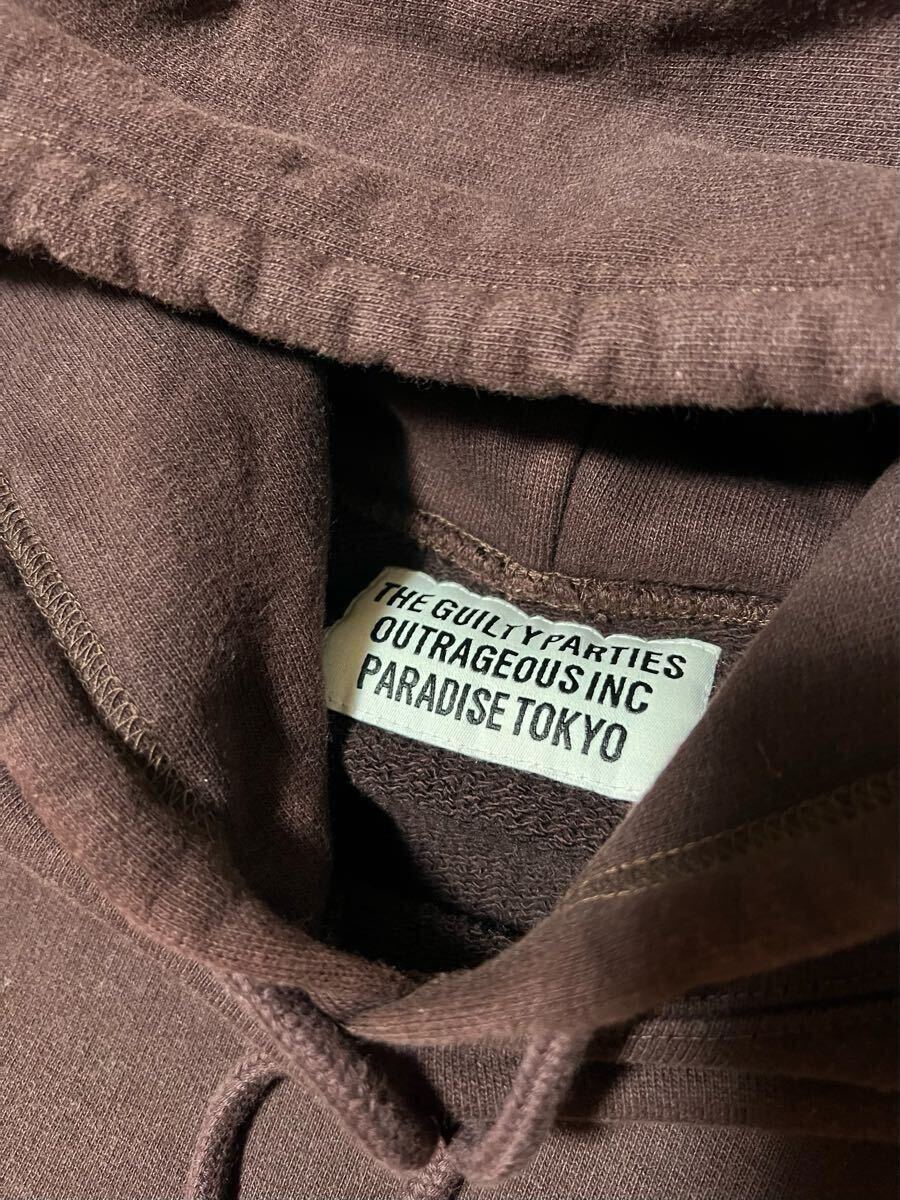 THE GUILTY PARTIES
OUTRAGEOUS INC
PARADISE TOKYO